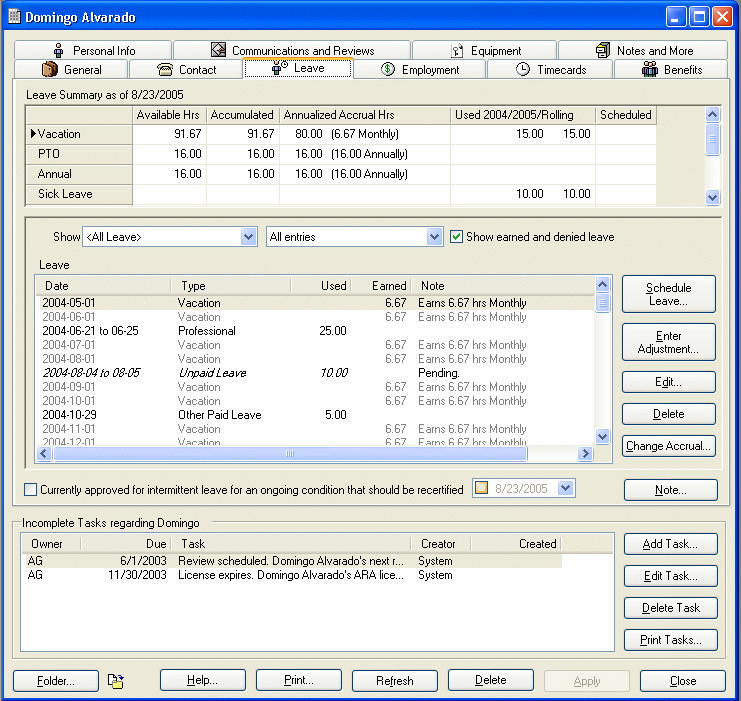 Domingo Alvarado
Personal Info Communications and Reviews Equipment Notes and More
General Contact Leave Employment Timecards Benefits
Leave Summary as of 8/23/2005
Available Hrs Accumulated Annualized Accrual Hrs Used 2004/2005/Rolling Scheduled
Vacation 91.67 91.67 80.00 (6.67 Monthly) 15.00 15.00
PTO 16.00 16.00 16.00 (16.00 Annually)
Annual 16.00 16.00 16.00 (16.00 Annually)
Sick Leave 10.00 10.00
Show <All Leave> All entries Show earned and denied leave
Leave
Date Type Used Earned Note
2004-05-01 Vacation 6.67 Earns 6.67 hrs Monthly
2004-06-01 Vacation 6.67 Earns 6.67 hrs Monthly
2004-06-21 to 06-25 Professional 25.00
2004-07-01 Vacation 6.67 Earns 6.67 hrs Monthly
2004-08-01 Vacation 6.67 Earns 6.67 hrs Monthly
2004-08-04 to 08-05 Unpaid Leave 10.00 Pending.
2004-09-01 Vacation 6.67 Earns 6.67 hrs Monthly
2004-10-01 Vacation 6.67 Earns 6.67 hrs Monthly
2004-10-29 Other Paid Leave 5.00
2004-11-01 Vacation 6.67 Earns 6.67 hrs Monthly
2004-12-01 Vacation 6.67 Earns 6.67 hrs Monthly
Schedule
Leave...
Enter
Adjustment...
Edit...
Delete
Change Accrual...
Currently approved for intermittent leave for an ongoing condition that should be recertified 8/23/2005 Note...
Incomplete Tasks regarding Domingo
Owner Due Task Creator Created
AG 6/1/2003 Review scheduled. Domingo Alvarado's next r... System
AG 11/30/2003 License expires. Domingo Alvarado's ARA lice... System
Add Task...
Edit Task...
Delete Task
Print Tasks...
Folder... Help... Print... Refresh Delete Apply Close